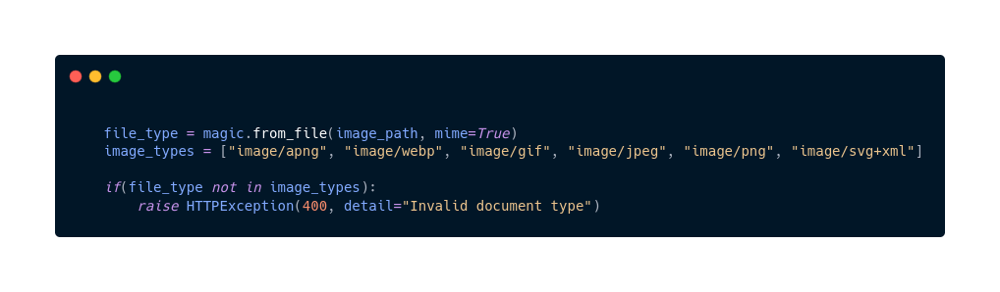 file_type = magic.from_file(image_path, mime=True)
image_types = ["image/apng", "image/webp", "image/gif", "image/jpeg", "image/png", "image/svg+xml"]
if(file_type not in image_types):
raise HTTPException(400, detail="Invalid document type")